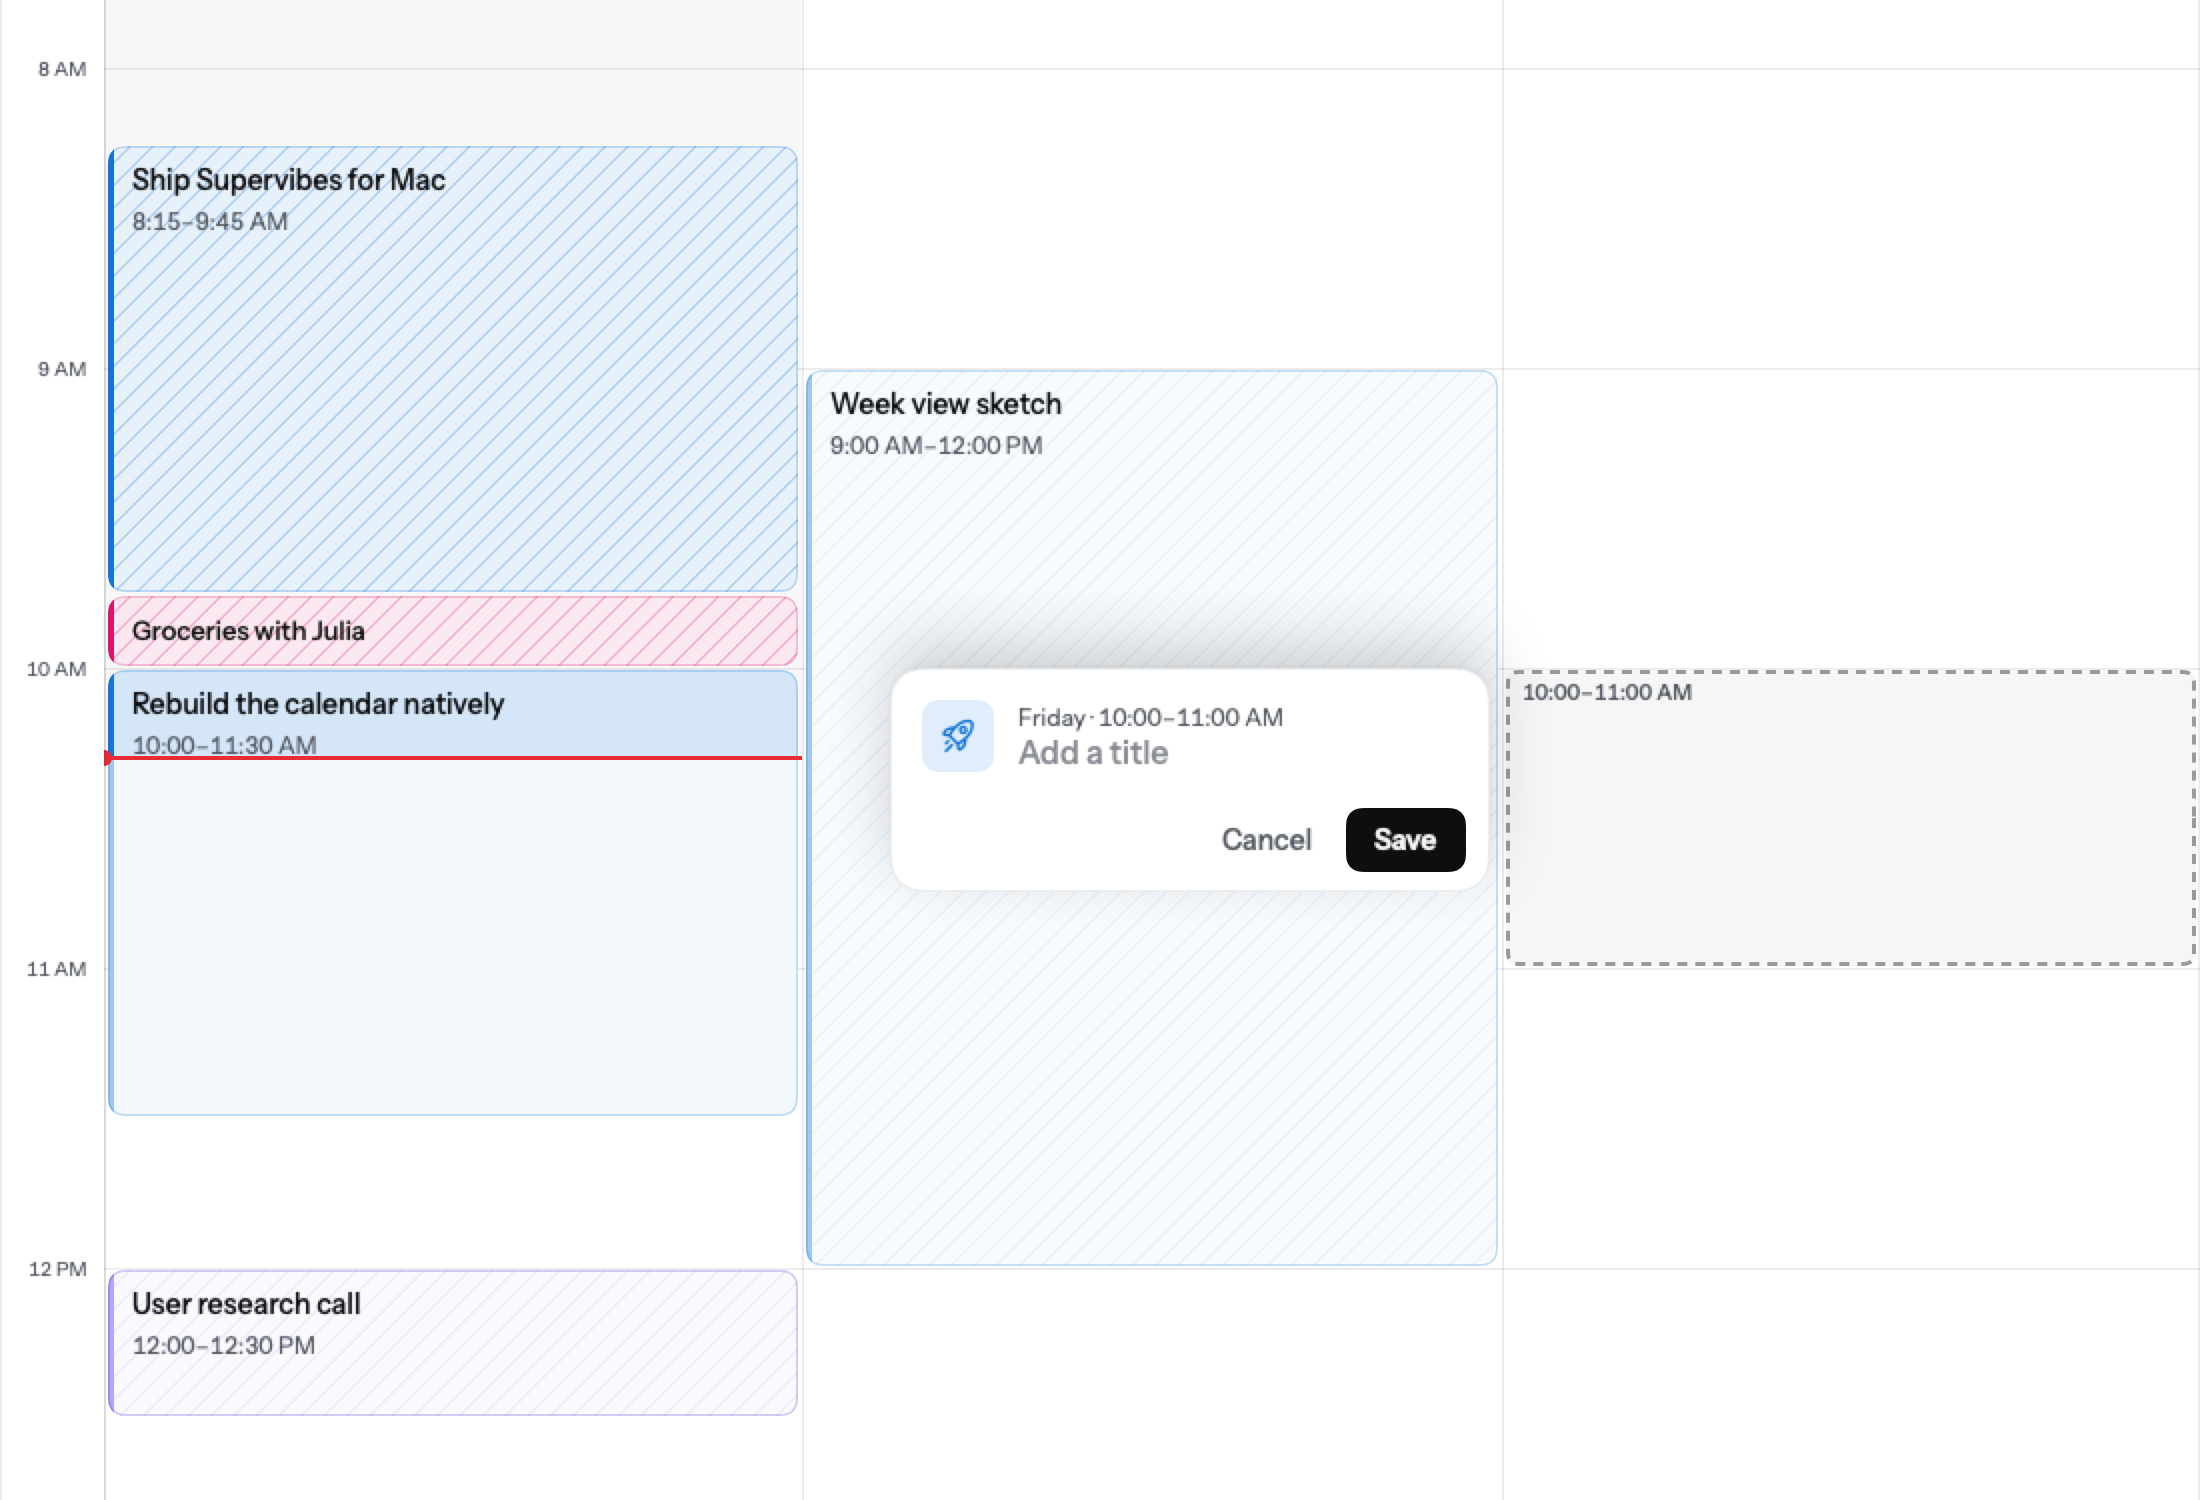 8 AM
Ship Supervibes for Mac
8:15–9:45 AM
9 AM
Week view sketch
9:00 AM–12:00 PM
Groceries with Julia
10 AM
Rebuild the calendar natively
10:00–11:30 AM
Friday · 10:00–11:00 AM
Add a title
Cancel
Save
10:00–11:00 AM
11 AM
12 PM
User research call
12:00–12:30 PM